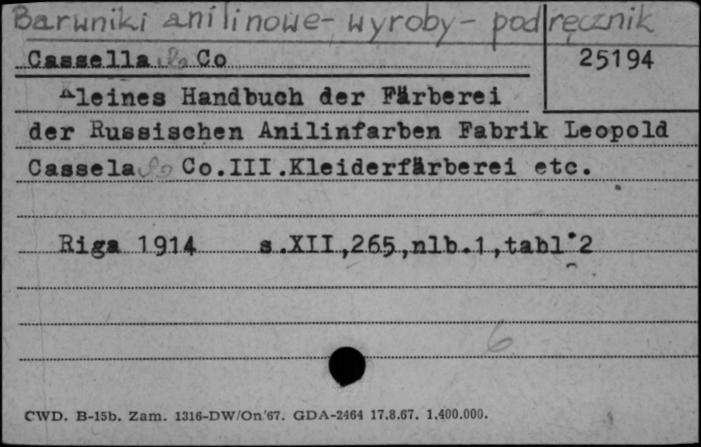 Barwniki anilinowe - wyroby - podręcznik
Cassella & Co
25194
Kleines Handbuch der Färberei
der Russischen Anilinfarben Fabrik Leopold
Cassela & Co.III.Kleiderfärberei etc.
Riga 1914 s.XII,265,nlb.1,tabl.2
6
CWD. B-15b. Zam. 1316-DW/On/67. GDA-2464 17.8.67. 1.400.000.